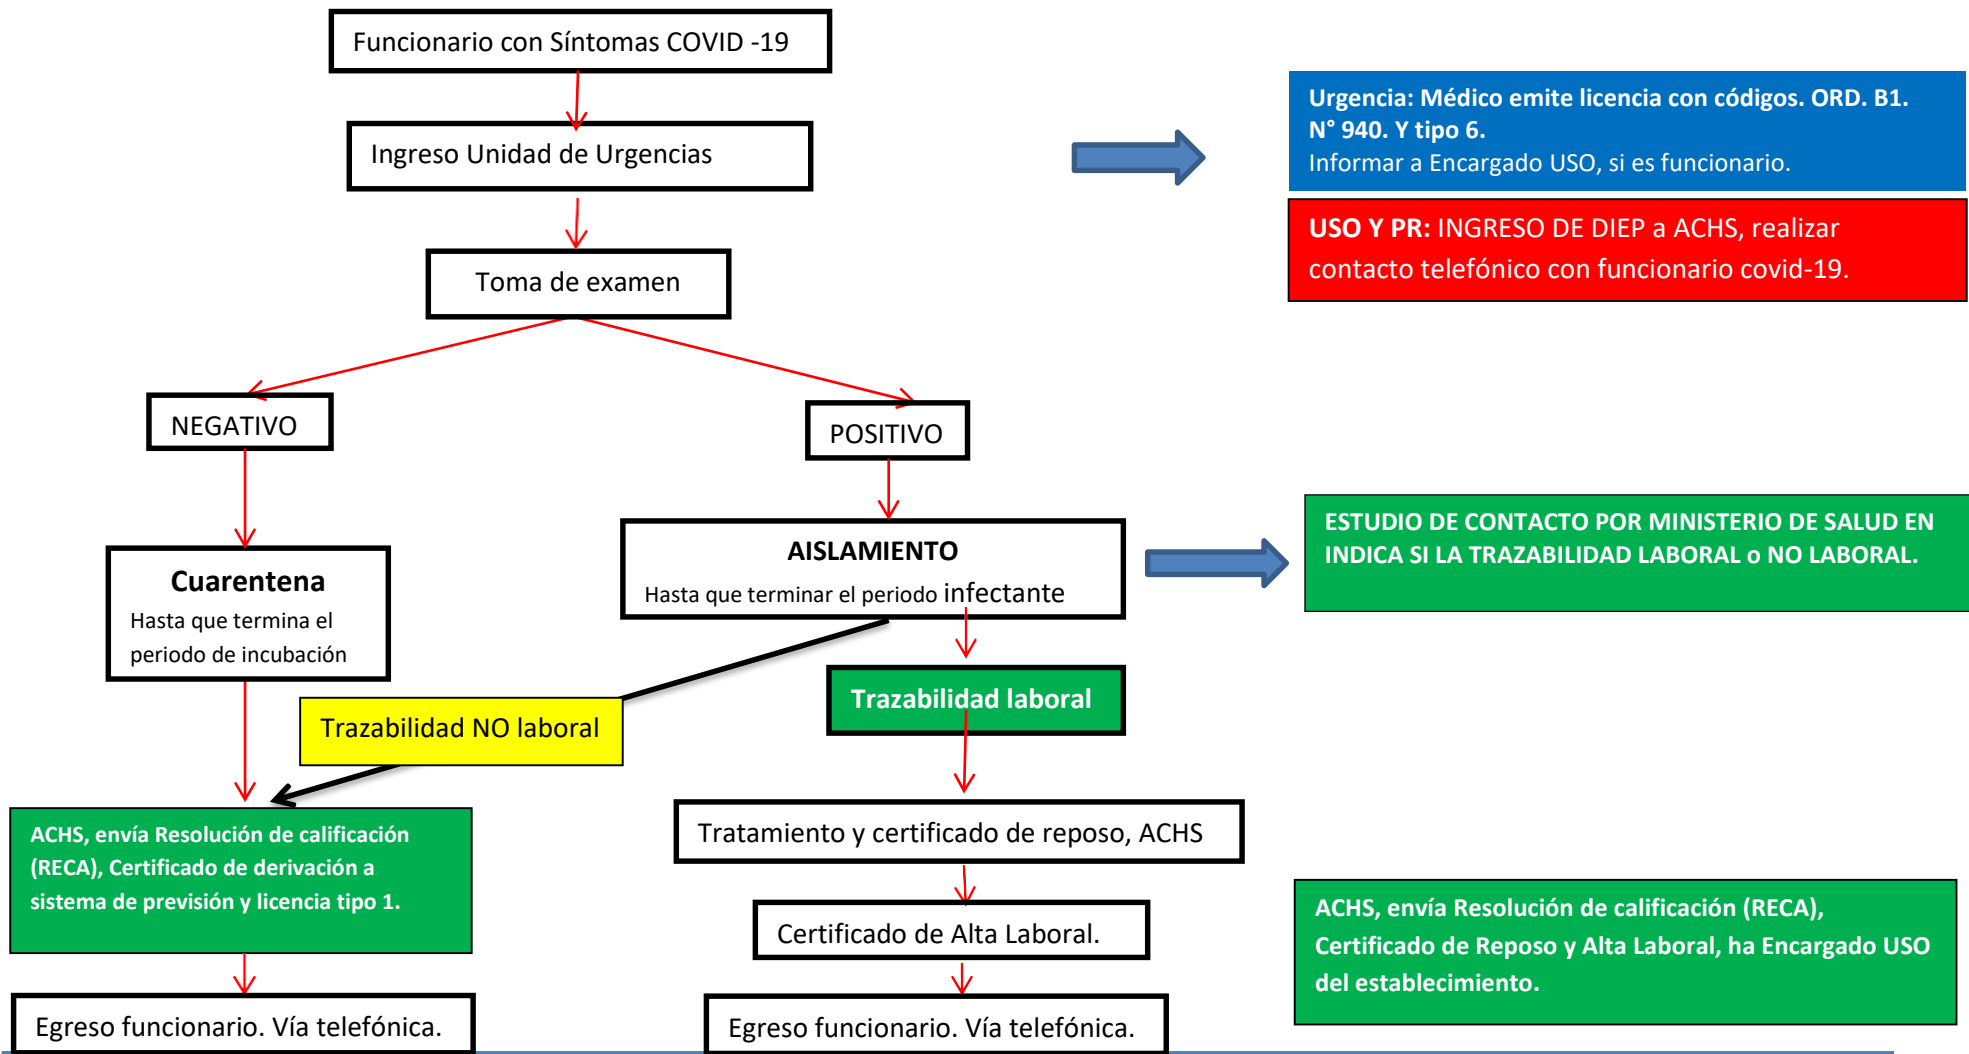 Funcionario con Síntomas COVID -19
Ingreso Unidad de Urgencias
Urgencia: Médico emite licencia con códigos. ORD. B1.
N° 940. Y tipo 6.
Informar a Encargado USO, si es funcionario.
USO Y PR: INGRESO DE DIEP a ACHS, realizar
contacto telefónico con funcionario covid-19.
Toma de examen
NEGATIVO
POSITIVO
Cuarentena
Hasta que termina el
periodo de incubación
AISLAMIENTO
Hasta que terminar el periodo infectante
ESTUDIO DE CONTACTO POR MINISTERIO DE SALUD EN
INDICA SI LA TRAZABILIDAD LABORAL o NO LABORAL.
Trazabilidad NO laboral
Trazabilidad laboral
ACHS, envía Resolución de calificación
(RECA), Certificado de derivación a
sistema de previsión y licencia tipo 1.
Tratamiento y certificado de reposo, ACHS
Certificado de Alta Laboral.
ACHS, envía Resolución de calificación (RECA),
Certificado de Reposo y Alta Laboral, ha Encargado USO
del establecimiento.
Egreso funcionario. Vía telefónica.
Egreso funcionario. Vía telefónica.